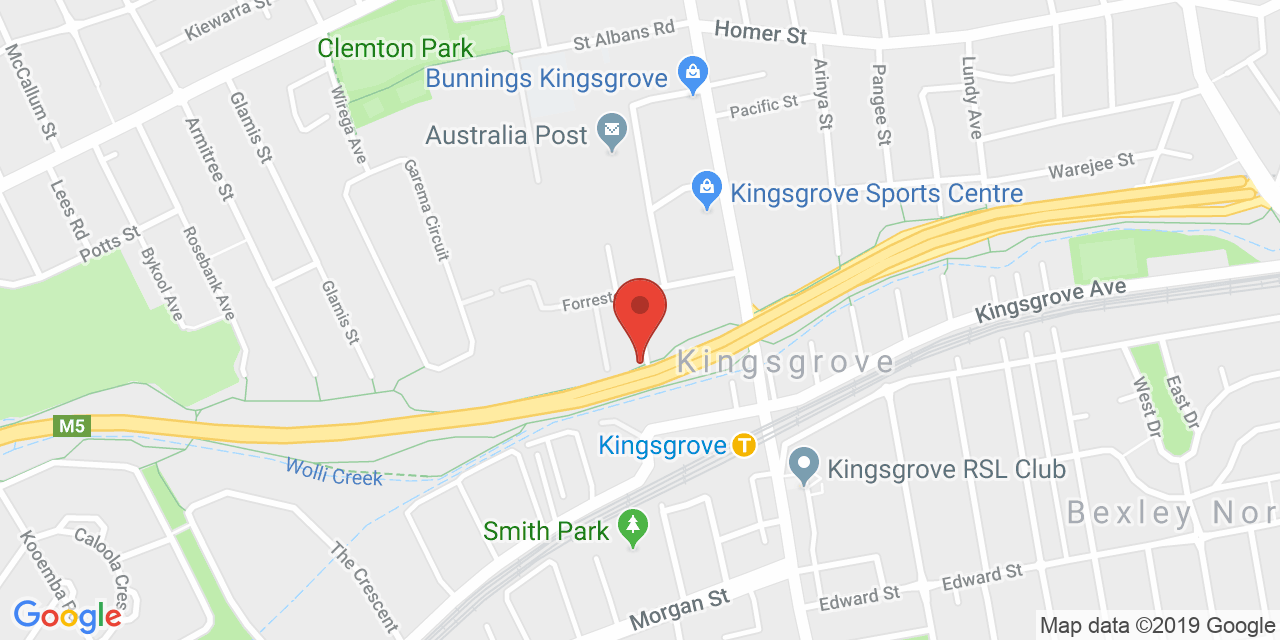 Kiewarra St
Clemton Park
St Albans Rd
Homer St
McCallum St
Bunnings Kingsgrove
Glamis St
Wirega Ave
Pacific St
Arinya St
Pangee St
Lundy Ave
Armitree St
Australia Post
Garema Circuit
Warejee St
Lees Rd
Kingsgrove Sports Centre
Potts St
Rosebank Ave
Bykool Ave
Glamis St
Forrest
Kingsgrove Ave
Kingsgrove
M5
East Dr
West Dr
Kingsgrove
T
Wolli Creek
Kingsgrove RSL Club
Smith Park
Bexley Nor
Caloola Cres
Kooemba
The Crescent
Edward St
Edward St
Morgan St
Google
Map data ©2019 Google